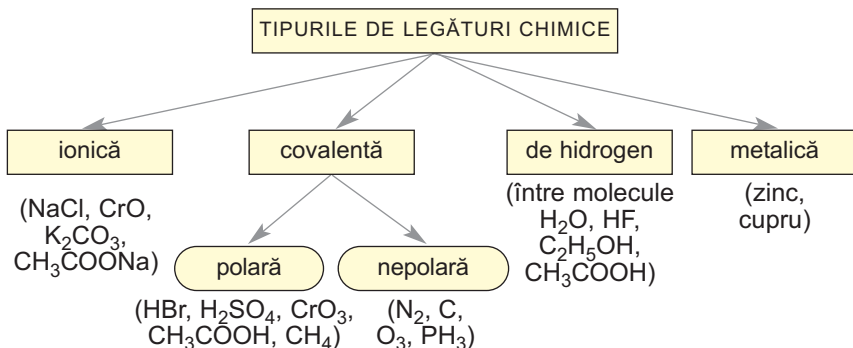 TIPURILE DE LEGĂTURI CHIMICE
ionică
covalentă
de hidrogen
metalică
(NaCl, CrO,
K₂CO₃,
CH₃COONa)
polară
nepolară
(HBr, H₂SO₄, CrO₃,
CH₃COOH, CH₄)
(N₂, C,
O₃, PH₃)
(între molecule
H₂O, HF,
C₂H₅OH,
CH₃COOH)
(zinc,
cupru)